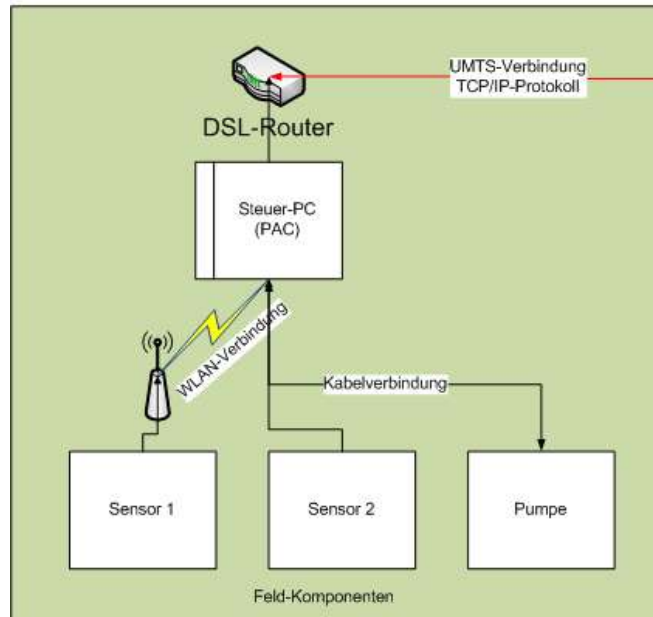 UMTS-Verbindung
TCP/IP-Protokoll
DSL-Router
Steuer-PC
(PAC)
WLAN-Verbindung
Kabelverbindung
Sensor 1
Sensor 2
Pumpe
Feld-Komponenten